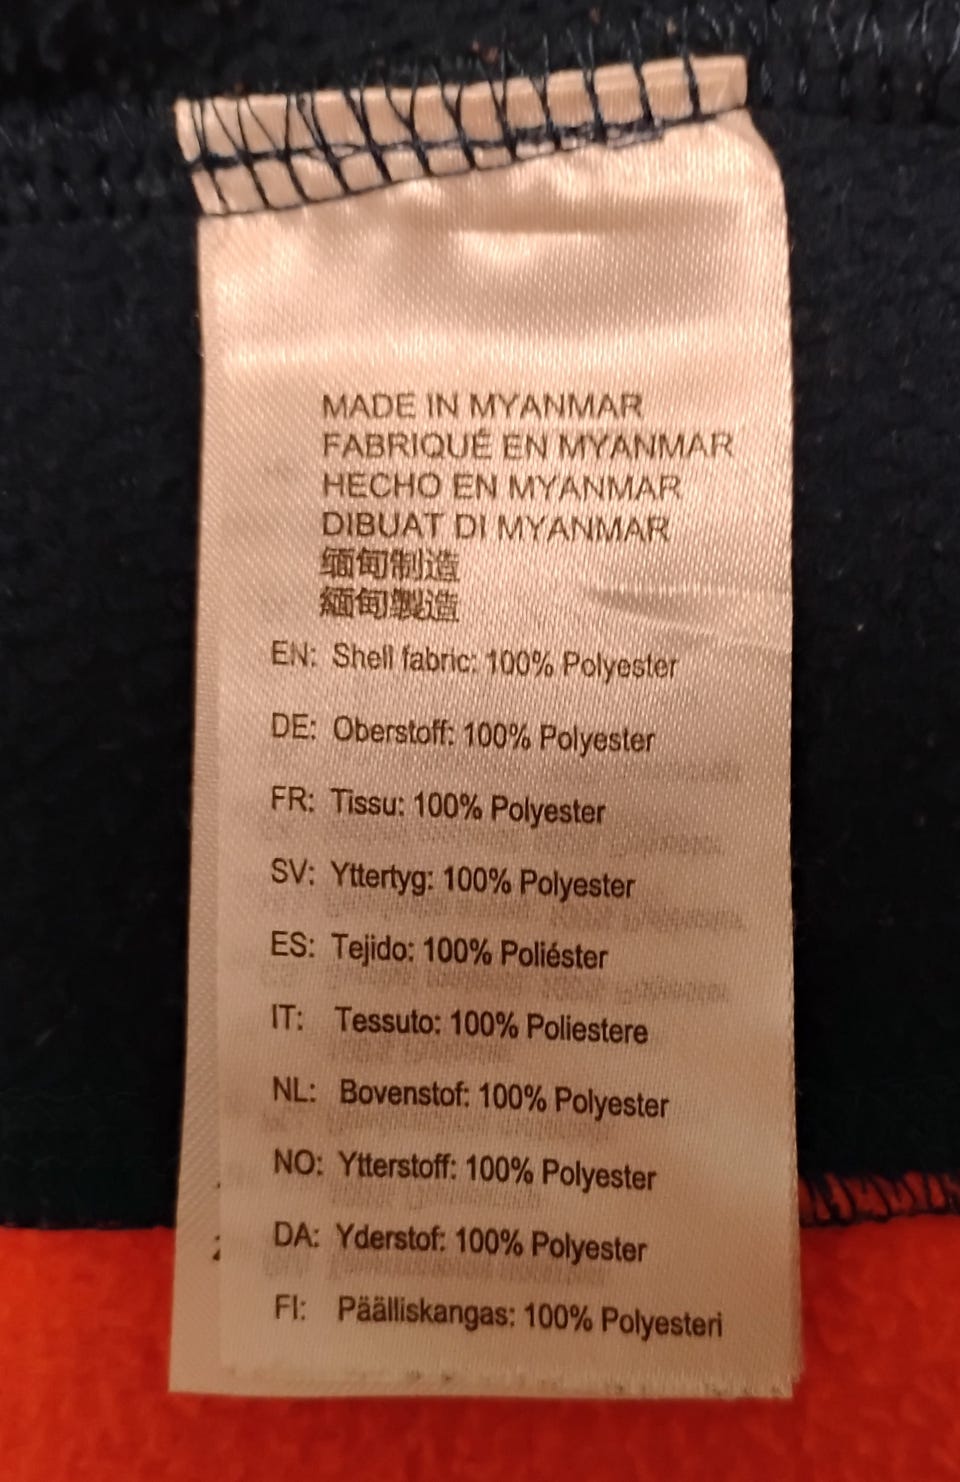 MADE IN MYANMAR
FABRIQUÉ EN MYANMAR
HECHO EN MYANMAR
DIBUAT DI MYANMAR
缅甸制造
緬甸製造
EN: Shell fabric: 100% Polyester
DE: Oberstoff: 100% Polyester
FR: Tissu: 100% Polyester
SV: Yttertyg: 100% Polyester
ES: Tejido: 100% Poliéster
IT: Tessuto: 100% Poliestere
NL: Bovenstof: 100% Polyester
NO: Ytterstoff: 100% Polyester
DA: Yderstof: 100% Polyester
FI: Päälliskangas: 100% Polyesteri